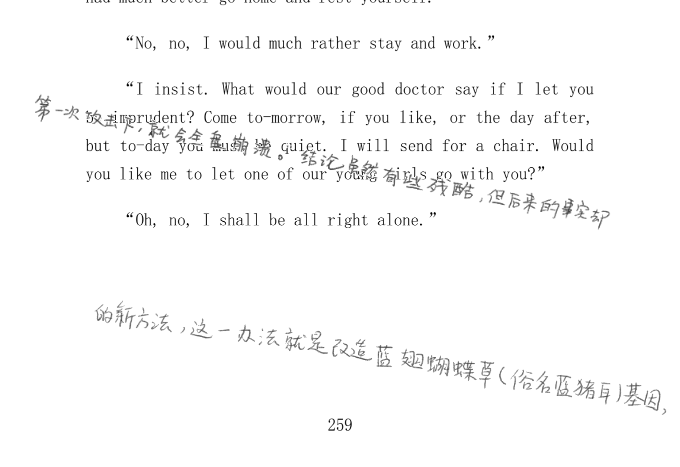 had much better go home and rest yourself."
“No, no, I would much rather stay and work.”
“I insist. What would our good doctor say if I let you
so imprudent? Come to-morrow, if you like, or the day after,
but to-day you must quiet. I will send for a chair. Would
you like me to let one of our young girls go with you?”
“Oh, no, I shall be all right alone.”
第一次攻击下,就会全面崩溃。结论虽然有些残酷,但后来的事实却
的新方法,这一办法就是改造蓝翅蝴蝶草(俗名蓝猪耳)基因,
259